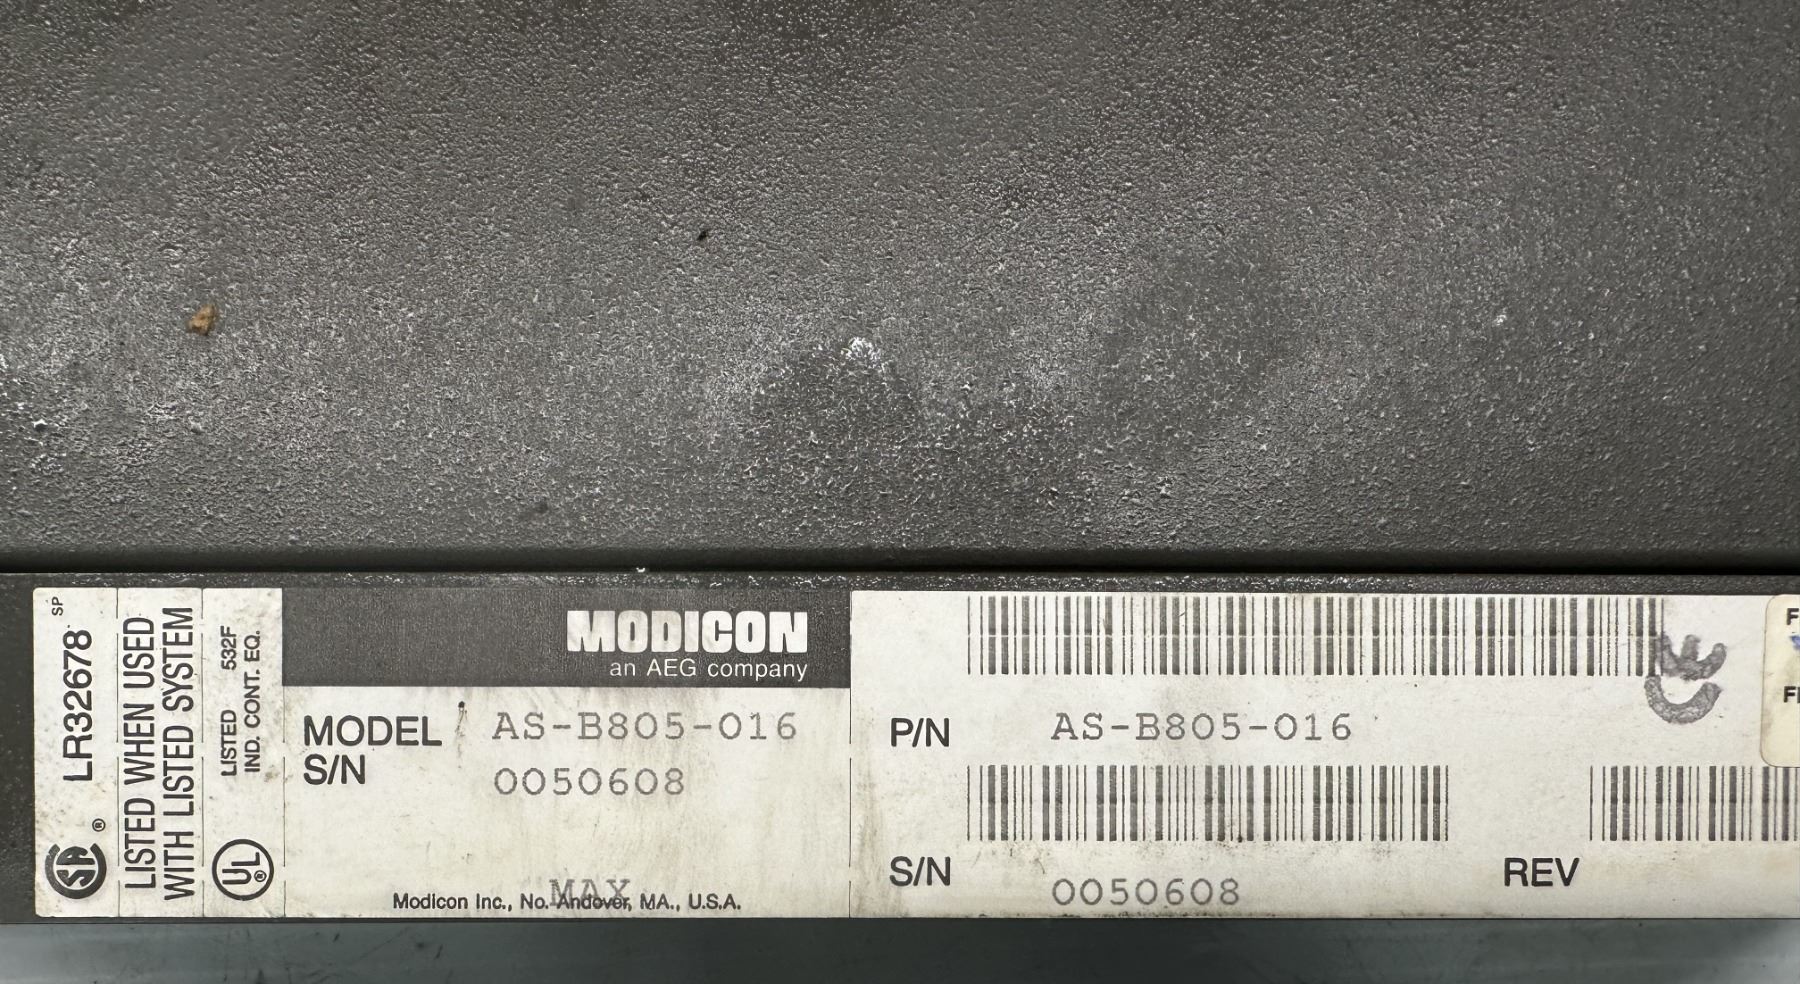 LR32678 SP
LISTED WHEN USED
WITH LISTED SYSTEM
LISTED 532F
IND. CONT. EQ.
UL
®
MODICON
an AEG company
MODEL AS-B805-016
S/N 0050608
MAX
Modicon Inc., No. Andover, MA., U.S.A.
P/N AS-B805-016
S/N 0050608
REV